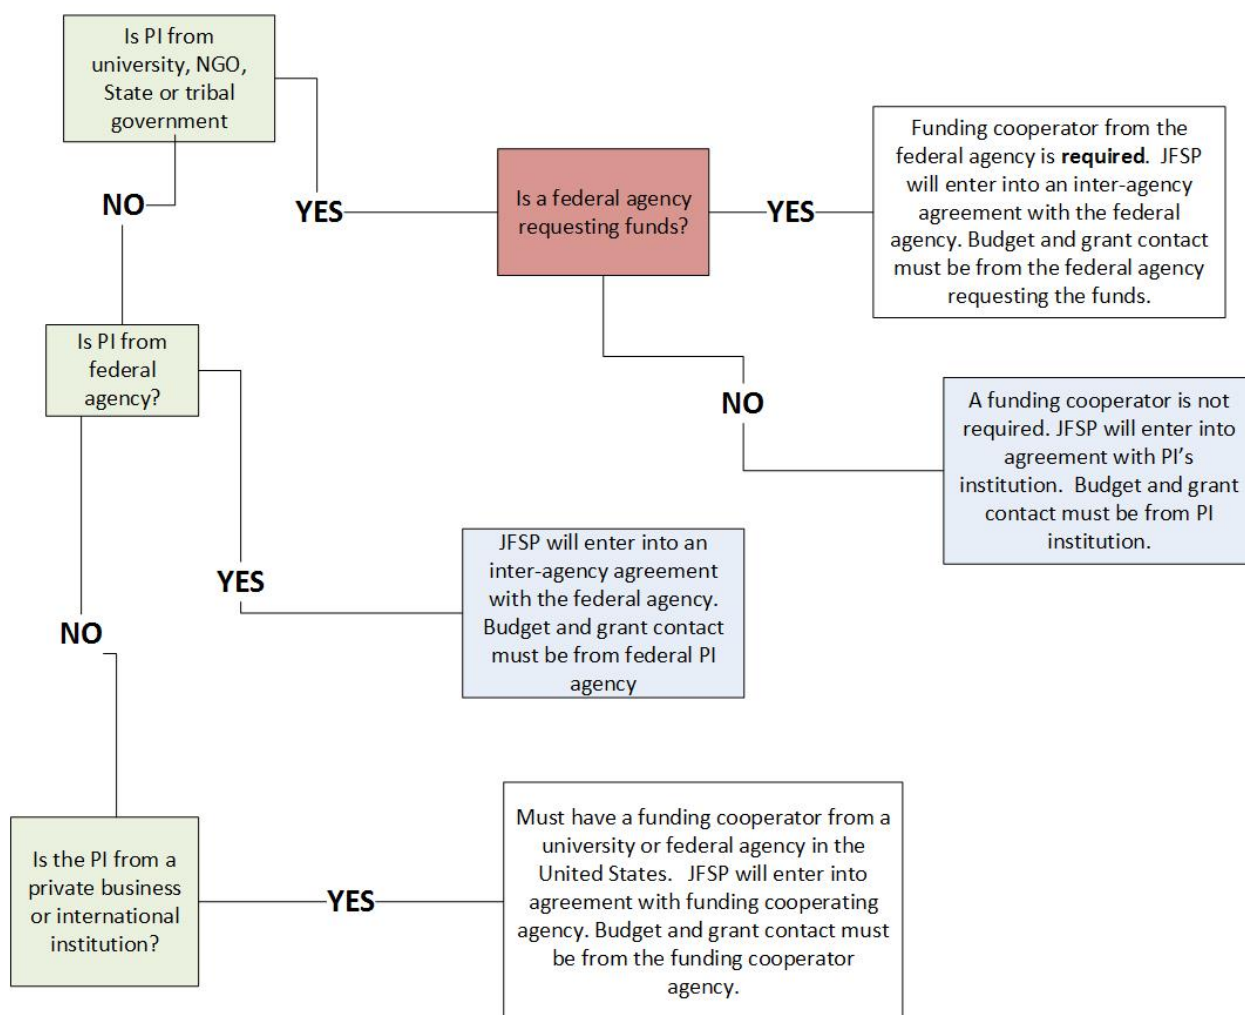 Is PI from
university, NGO,
State or tribal
government
NO
YES
Is a federal agency
requesting funds?
YES
Funding cooperator from the
federal agency is required.  JFSP
will enter into an inter-agency
agreement with the federal
agency. Budget and grant contact
must be from the federal agency
requesting the funds.
NO
A funding cooperator is not
required. JFSP will enter into
agreement with PI’s
institution.  Budget and grant
contact must be from PI
institution.
Is PI from
federal
agency?
YES
JFSP will enter into an
inter-agency agreement
with the federal agency.
Budget and grant contact
must be from federal PI
agency
NO
Is the PI from a
private business
or international
institution?
YES
Must have a funding cooperator from a
university or federal agency in the
United States.   JFSP will enter into
agreement with funding cooperating
agency. Budget and grant contact must
be from the funding cooperator
agency.